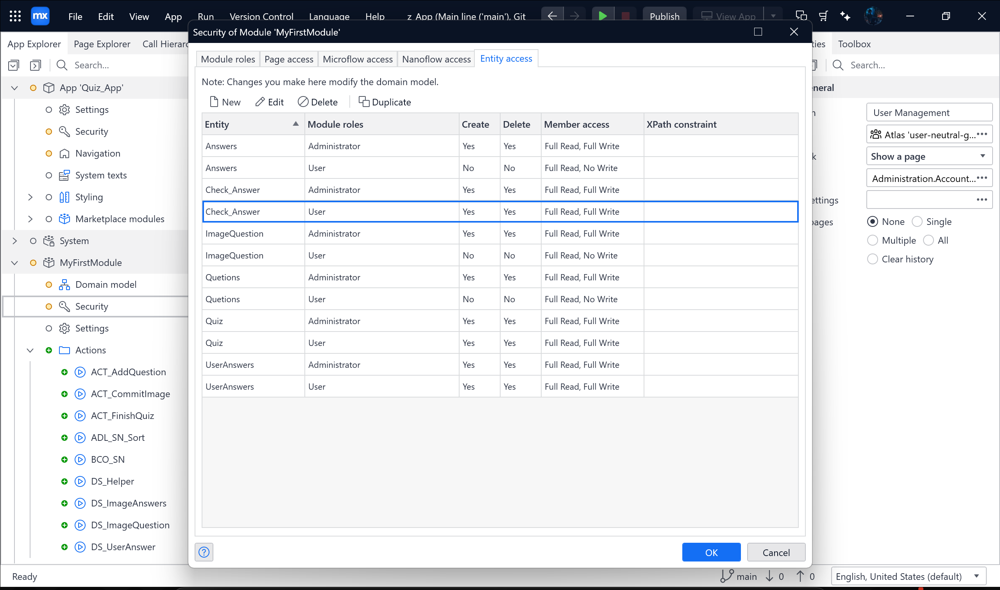 mx File Edit View App Run Version Control Language Help z_App (Main line ('main'), Git Publish View App
Security of Module 'MyFirstModule'
App Explorer Page Explorer Call Hierarc
ties Toolbox
Search...
Search...
Module roles Page access Microflow access Nanoflow access Entity access
Note: Changes you make here modify the domain model.
New Edit Delete Duplicate
Entity Module roles Create Delete Member access XPath constraint
Answers Administrator Yes Yes Full Read, Full Write
Answers User No No Full Read, No Write
Check_Answer Administrator Yes Yes Full Read, Full Write
Check_Answer User Yes Yes Full Read, Full Write
ImageQuestion Administrator Yes Yes Full Read, Full Write
ImageQuestion User No No Full Read, No Write
Quetions Administrator Yes Yes Full Read, Full Write
Quetions User No No Full Read, No Write
Quiz Administrator Yes Yes Full Read, Full Write
Quiz User Yes Yes Full Read, Full Write
UserAnswers Administrator Yes Yes Full Read, Full Write
UserAnswers User Yes Yes Full Read, Full Write
OK Cancel
App 'Quiz_App'
Settings
Security
Navigation
System texts
Styling
Marketplace modules
System
MyFirstModule
Domain model
Security
Settings
Actions
ACT_AddQuestion
ACT_CommitImage
ACT_FinishQuiz
ADL_SN_Sort
BCO_SN
DS_Helper
DS_ImageAnswers
DS_ImageQuestion
DS_UserAnswer
eneral
n User Management
Atlas 'user-neutral-g...
k Show a page
Administration.Account...
ettings
pages None Single
Multiple All
Clear history
Ready
main 0 0 English, United States (default)